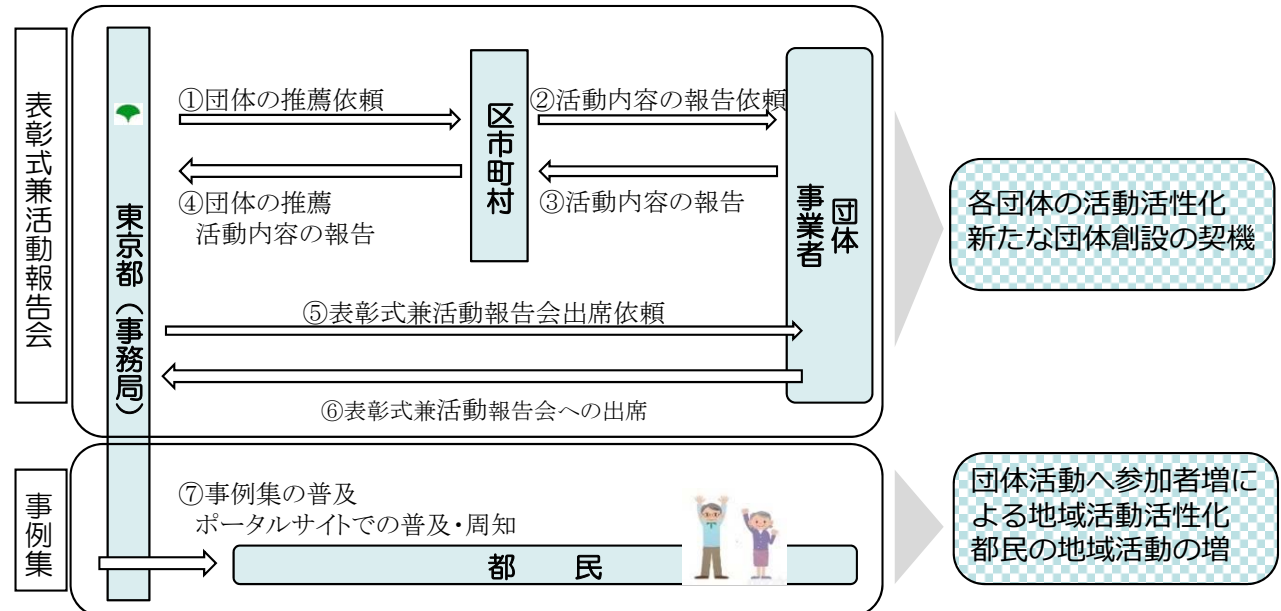 表彰式兼活動報告会
東京都（事務局）
①団体の推薦依頼
④団体の推薦
活動内容の報告
区市町村
②活動内容の報告依頼
③活動内容の報告
団体
事業者
⑤表彰式兼活動報告会出席依頼
⑥表彰式兼活動報告会への出席
各団体の活動活性化
新たな団体創設の契機
事例集
⑦事例集の普及
ポータルサイトでの普及・周知
都　民
団体活動へ参加者増に
よる地域活動活性化
都民の地域活動の増